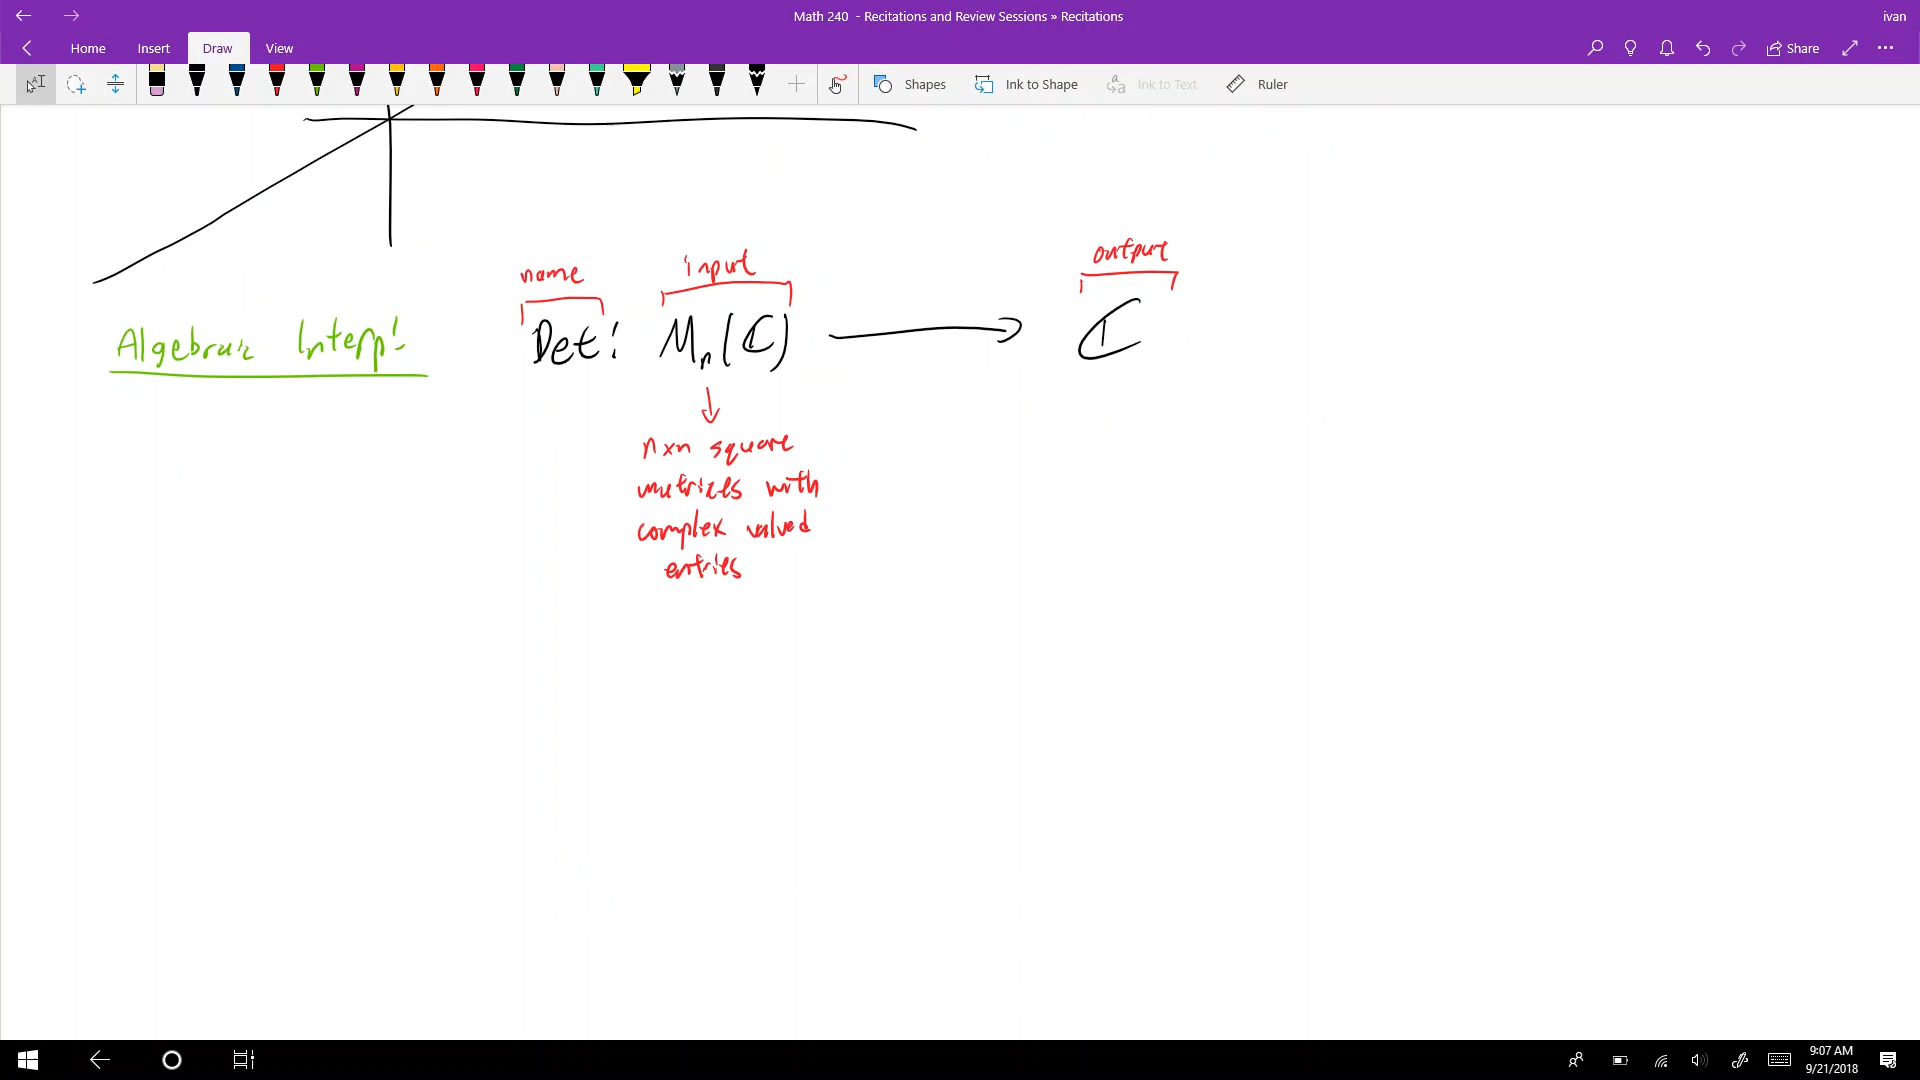 Math 240 - Recitations and Review Sessions » Recitations
ivan
Home Insert Draw View
Share
Shapes Ink to Shape Ink to Text Ruler
name input output
Algebraic Interp: Det: Mn(ℂ) ⟶ ℂ
nxn square
matrices with
complex valued
entries
9:07 AM
9/21/2018